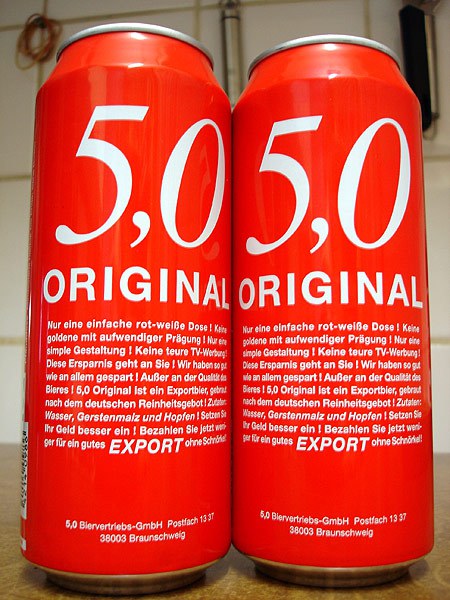 5,0
ORIGINAL
Nur eine einfache rot-weiße Dose ! Keine
goldene mit aufwendiger Prägung ! Nur eine
simple Gestaltung ! Keine teure TV-Werbung !
Diese Ersparnis geht an Sie ! Wir haben so gut
wie an allem gespart ! Außer an der Qualität des
Bieres ! 5,0 Original ist ein Exportbier, gebraut
nach dem deutschen Reinheitsgebot ! Zutaten:
Wasser, Gerstenmalz und Hopfen ! Setzen Sie
Ihr Geld besser ein ! Bezahlen Sie jetzt weni-
ger für ein gutes EXPORT ohne Schnörkel !
5,0 Biervertriebs-GmbH Postfach 13 37
38003 Braunschweig
5,0
ORIGINAL
Nur eine einfache rot-weiße Dose ! Keine
goldene mit aufwendiger Prägung ! Nur eine
simple Gestaltung ! Keine teure TV-Werbung !
Diese Ersparnis geht an Sie ! Wir haben so gut
wie an allem gespart ! Außer an der Qualität des
Bieres ! 5,0 Original ist ein Exportbier, gebraut
nach dem deutschen Reinheitsgebot ! Zutaten:
Wasser, Gerstenmalz und Hopfen ! Setzen Sie
Ihr Geld besser ein ! Bezahlen Sie jetzt weni-
ger für ein gutes EXPORT ohne Schnörkel !
5,0 Biervertriebs-GmbH Postfach 13 37
38003 Braunschweig